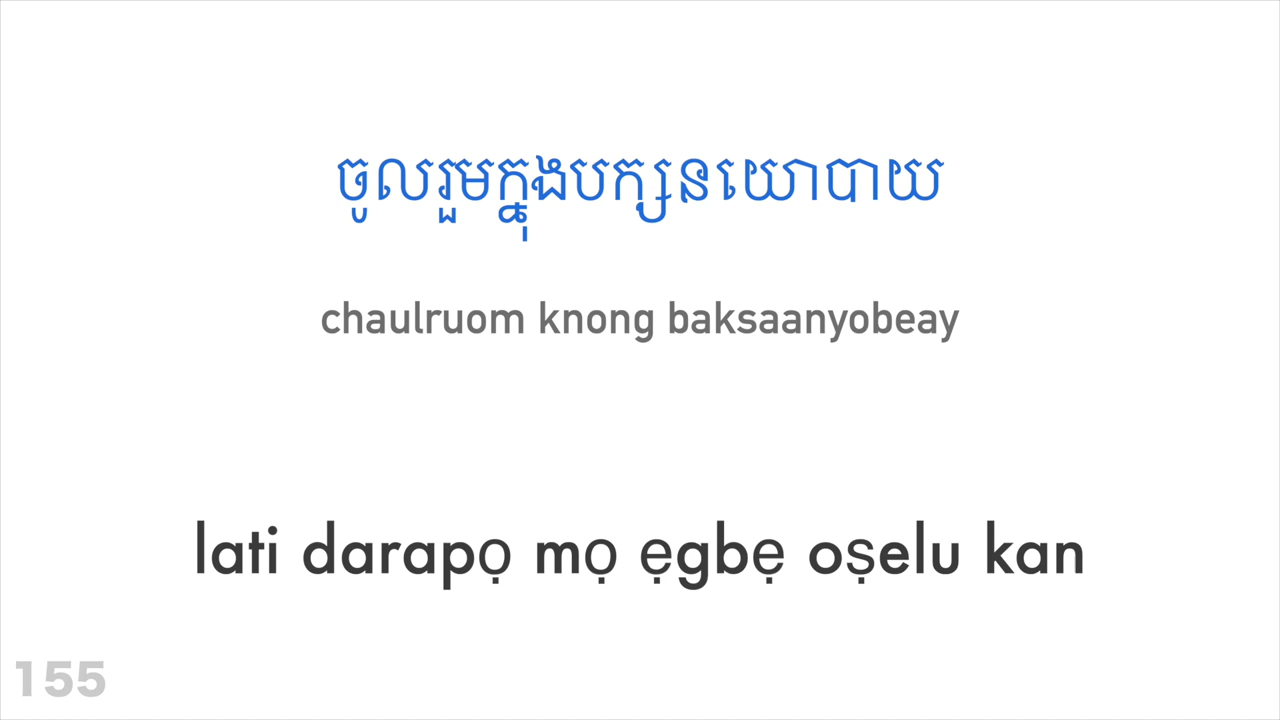 ចូលរួមក្នុងបក្សនយោបាយ
chaulruom knong baksaanyobeay
lati darapọ mọ ẹgbẹ oṣelu kan
155